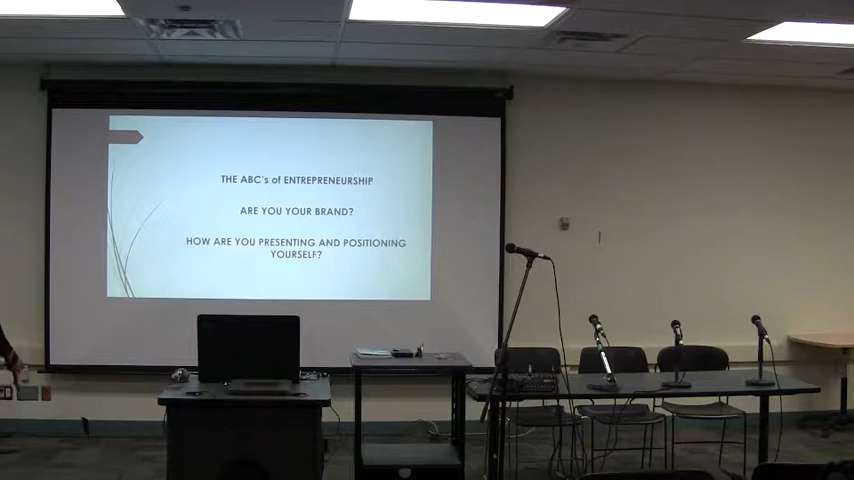 THE ABC's of ENTREPRENEURSHIP
ARE YOU YOUR BRAND?
HOW ARE YOU PRESENTING AND POSITIONING
YOURSELF?